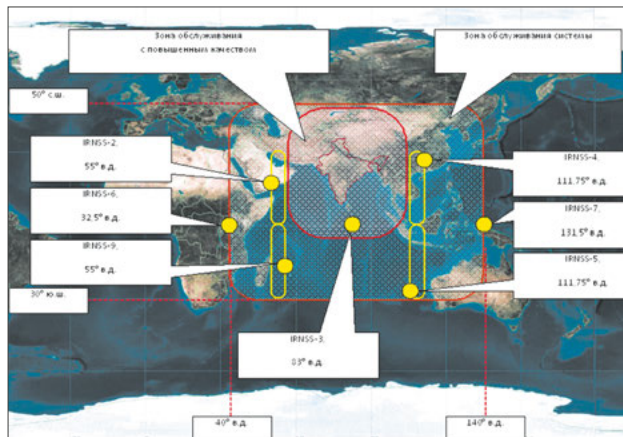 Зона обслуживания
с повышенным качеством
Зона обслуживания системы
50° с.ш.
IRNSS-2,
55° в.д.
IRNSS-6,
32,5° в.д.
IRNSS-9,
55° в.д.
30° ю.ш.
IRNSS-4,
111,75° в.д.
IRNSS-7,
131,5° в.д.
IRNSS-5,
111,75° в.д.
IRNSS-3,
83° в.д.
40° в.д.
140° в.д.